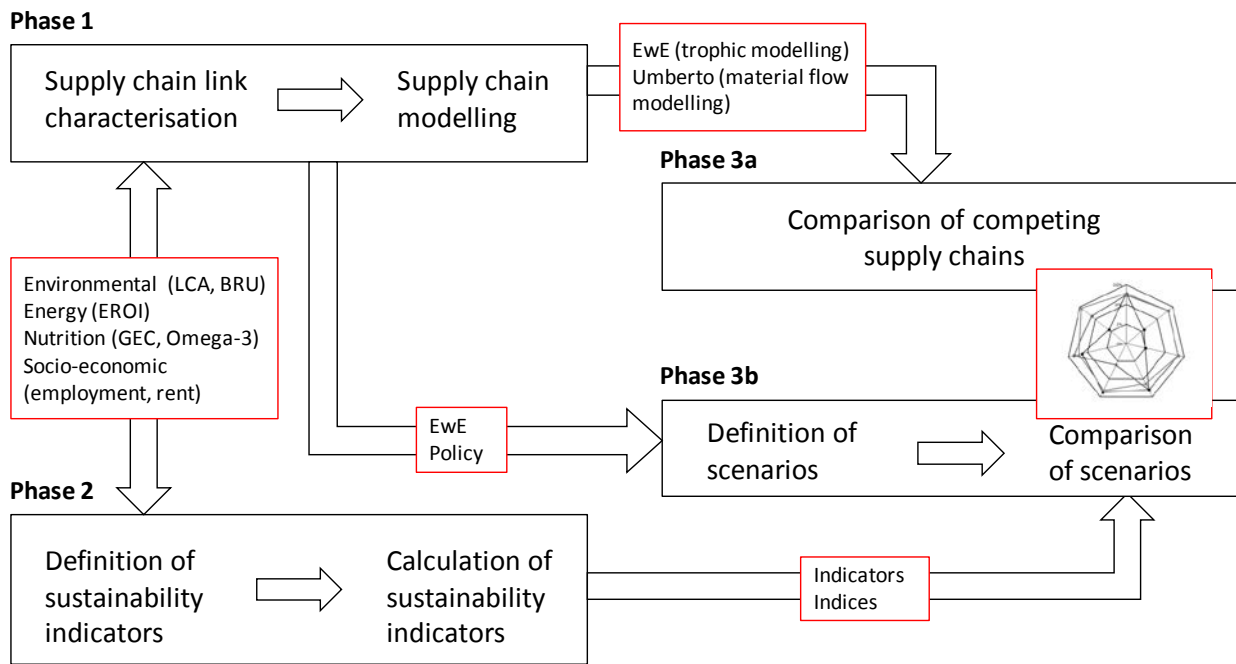 Phase 1
Supply chain link
characterisation
Supply chain
modelling
EwE (trophic modelling)
Umberto (material flow
modelling)
Phase 3a
Comparison of competing
supply chains
Environmental (LCA, BRU)
Energy (EROI)
Nutrition (GEC, Omega-3)
Socio-economic
(employment, rent)
Phase 3b
EwE
Policy
Definition of
scenarios
Comparison
of scenarios
Phase 2
Definition of
sustainability
indicators
Calculation of
sustainability
indicators
Indicators
Indices